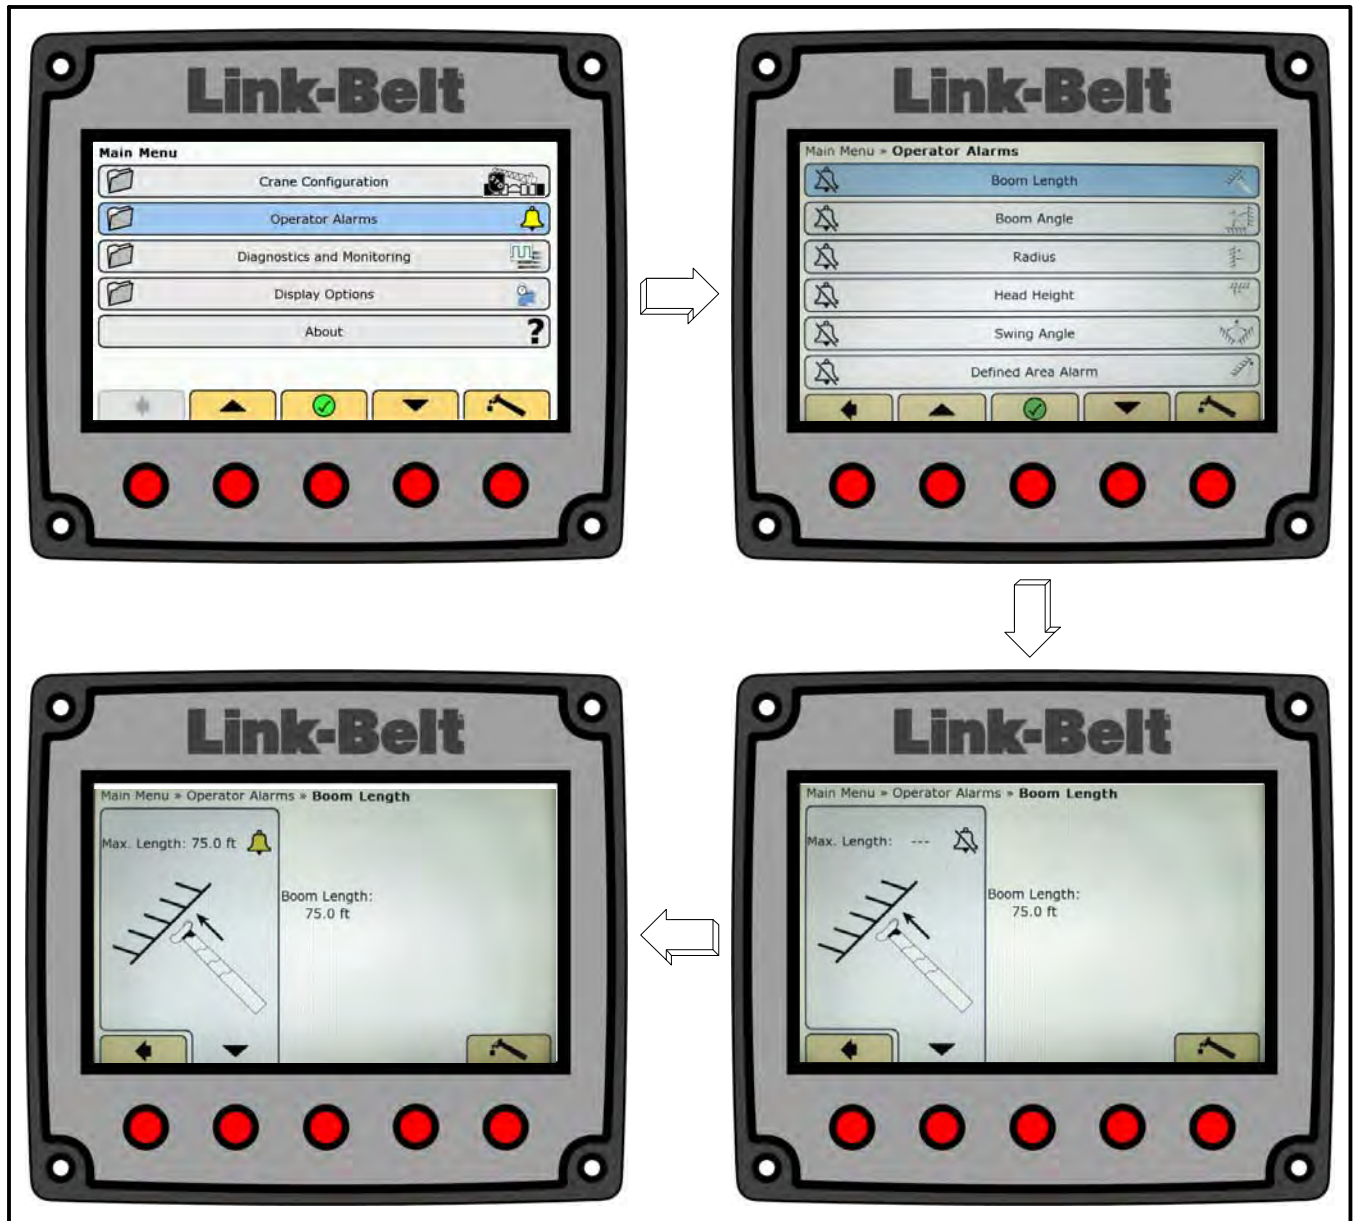 Link-Belt
Main Menu
Crane Configuration
Operator Alarms
Diagnostics and Monitoring
Display Options
About
?
Link-Belt
Main Menu » Operator Alarms
Boom Length
Boom Angle
Radius
Head Height
Swing Angle
Defined Area Alarm
Link-Belt
Main Menu » Operator Alarms » Boom Length
Max. Length: 75.0 ft
Boom Length:
75.0 ft
Link-Belt
Main Menu » Operator Alarms » Boom Length
Max. Length: ---
Boom Length:
75.0 ft